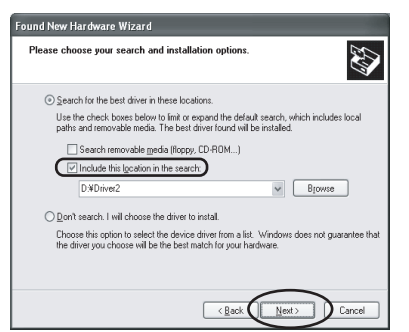 Found New Hardware Wizard
Please choose your search and installation options.
Search for the best driver in these locations.
Use the check boxes below to limit or expand the default search, which includes local
paths and removable media. The best driver found will be installed.
Search removable media (floppy, CD-ROM...)
Include this location in the search:
D:¥Driver2
Browse
Don't search. I will choose the driver to install.
Choose this option to select the device driver from a list. Windows does not guarantee that
the driver you choose will be the best match for your hardware.
< Back
Next >
Cancel